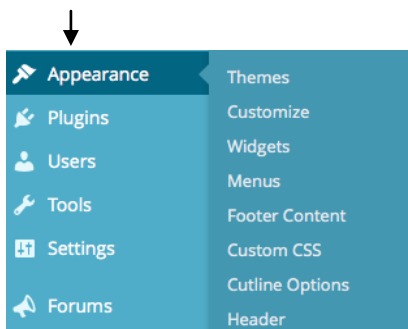 Appearance
Plugins
Users
Tools
Settings
Forums
Themes
Customize
Widgets
Menus
Footer Content
Custom CSS
Cutline Options
Header